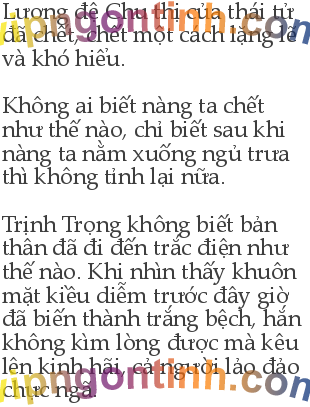 Lương đệ Chu thị của thái tử
đã chết, chết một cách lặng lẽ
và khó hiểu.
Không ai biết nàng ta chết
như thế nào, chỉ biết sau khi
nàng ta nằm xuống ngủ trưa
thì không tỉnh lại nữa.
Trịnh Trọng không biết bản
thân đã đi đến trắc điện như
thế nào. Khi nhìn thấy khuôn
mặt kiều diễm trước đây giờ
đã biến thành trắng bệch, hắn
không kìm lòng được mà kêu
lên kinh hãi, cả người lảo đảo
chực ngã.
vipngontinh.com
vipngontinh.com